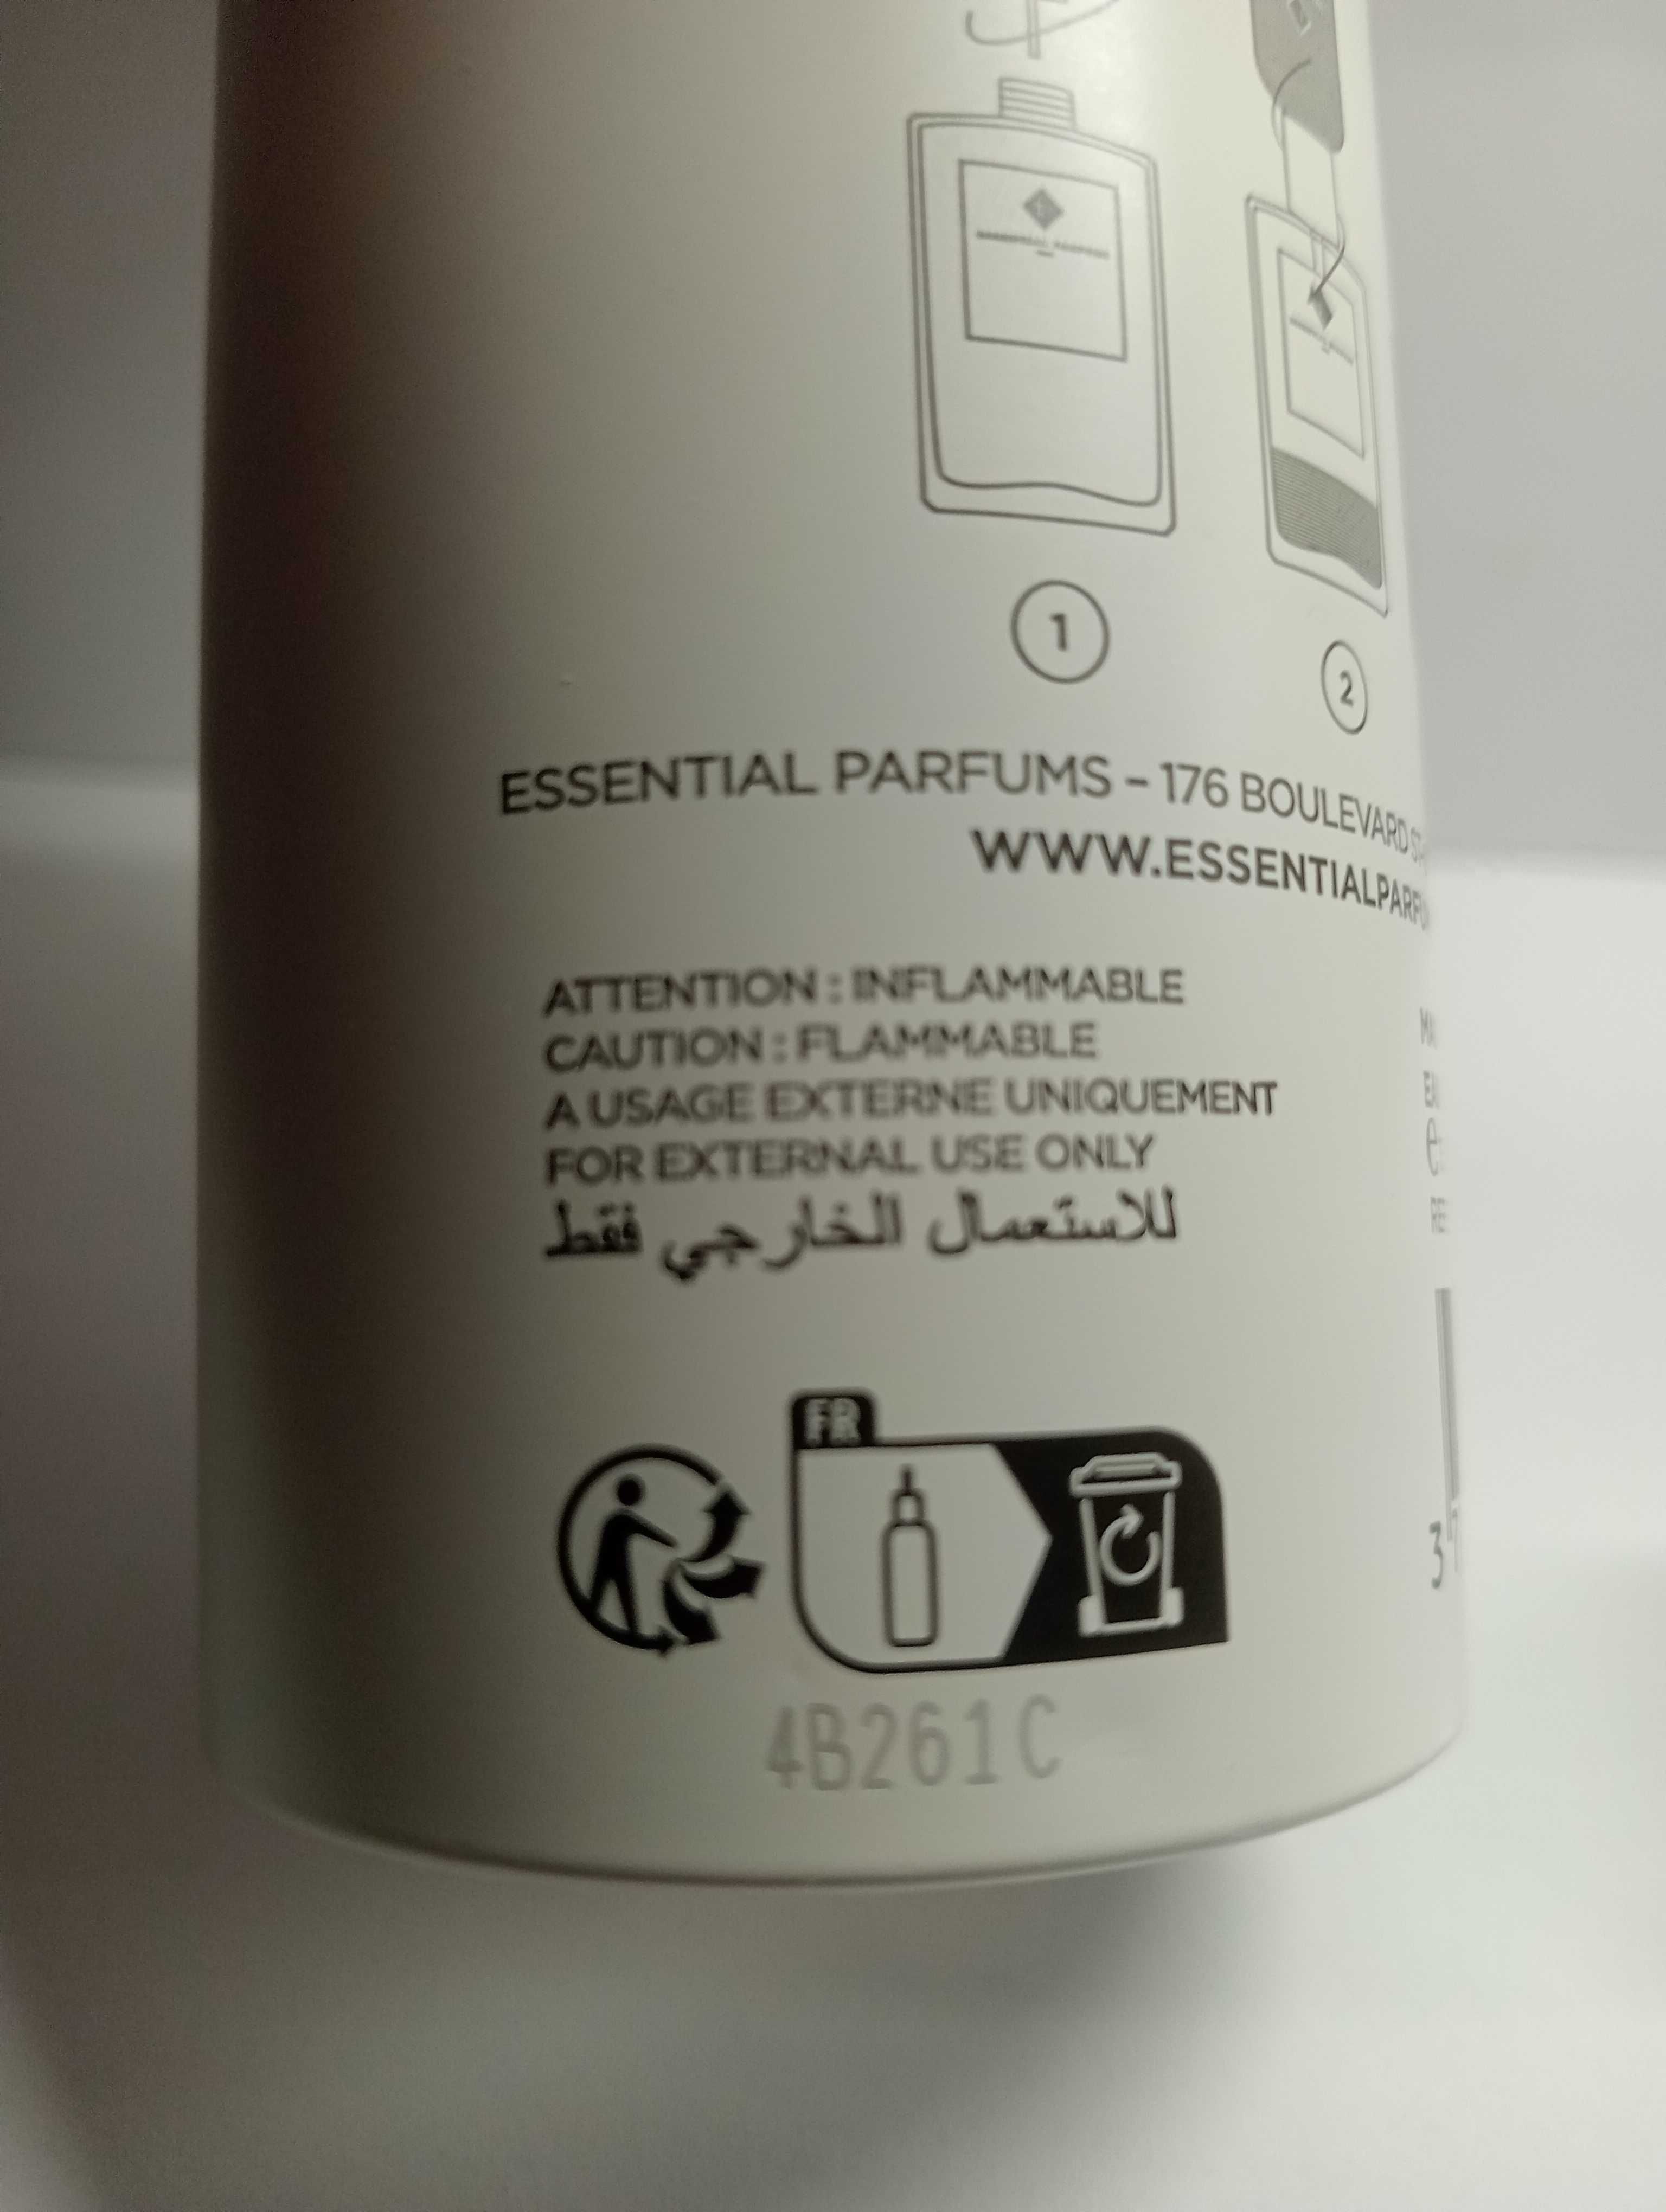 1
2
ESSENTIAL PARFUMS – 176 BOULEVARD
WWW.ESSENTIALPARFU
ATTENTION : INFLAMMABLE
CAUTION : FLAMMABLE
A USAGE EXTERNE UNIQUEMENT
FOR EXTERNAL USE ONLY
للاستعمال الخارجي فقط
FR
4B261C